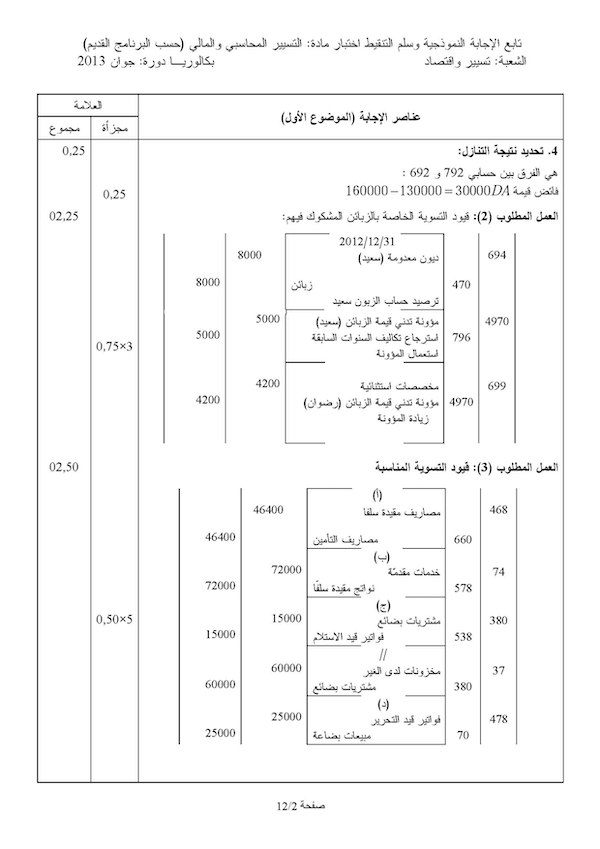 تابع الإجابة النموذجية وسلم التنقيط اختبار مادة: التسيير المحاسبي والمالي (حسب البرنامج القديم)
الشعبة: تسيير واقتصاد بكالوريـــا دورة: جوان 2013
عناصر الإجابة (الموضوع الأول) العلامة
مجزأة مجموع
4. تحديد نتيجة التنازل: 0,25
هي الفرق بين حسابي 792 و 692 :
فائض قيمة 160000 – 130000 = 30000DA 0,25
العمل المطلوب (2): قيود التسوية الخاصة بالزبائن المشكوك فيهم: 02,25
2012/12/31
694 ديون معدومة (سعيد) 8000
470 زبائن 8000
ترصيد حساب الزبون سعيد
4970 مؤونة تدني قيمة الزبائن (سعيد) 5000
796 استرجاع تكاليف السنوات السابقة 5000
استعمال المؤونة
0,75×3
699 مخصصات استثنائية 4200
4970 مؤونة تدني قيمة الزبائن (رضوان) 4200
زيادة المؤونة
العمل المطلوب (3): قيود التسوية المناسبة 02,50
(أ)
468 مصاريف مقيدة سلفا 46400
660 مصاريف التأمين 46400
(ب)
74 خدمات مقدمّة 72000
578 نواتج مقيدة سلفًا 72000
(ج)
380 مشتريات بضائع 15000 0,50×5
538 فواتير قيد الاستلام 15000
//
37 مخزونات لدى الغير 60000
380 مشتريات بضائع 60000
(د)
478 فواتير قيد التحرير 25000
70 مبيعات بضاعة 25000
صفحة 12/2